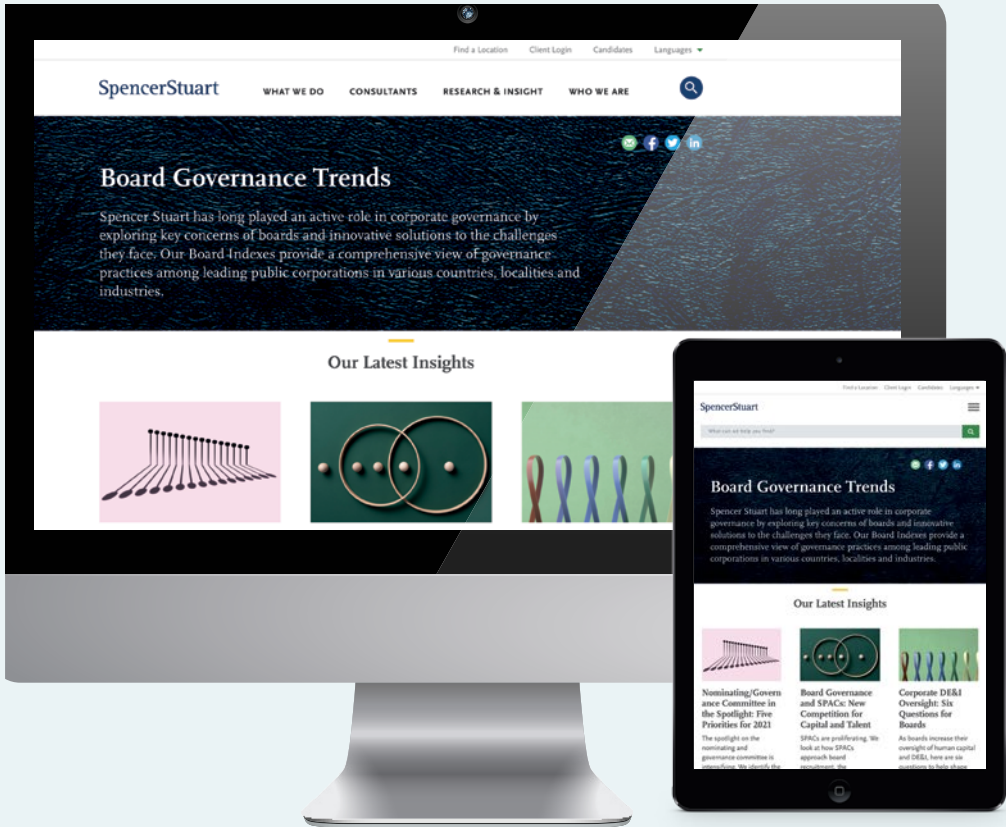 Find a Location Client Login Candidates Languages
SpencerStuart WHAT WE DO CONSULTANTS RESEARCH & INSIGHT WHO WE ARE
Board Governance Trends
Spencer Stuart has long played an active role in corporate governance by
exploring key concerns of boards and innovative solutions to the challenges
they face. Our Board Indexes provide a comprehensive view of governance
practices among leading public corporations in various countries, localities and
industries.
Our Latest Insights
Find a Location Client Login Candidates Languages
SpencerStuart
What can we help you find?
Board Governance Trends
Spencer Stuart has long played an active role in corporate
governance by exploring key concerns of boards and innovative
solutions to the challenges they face. Our Board Indexes provide a
comprehensive view of governance practices among leading public
corporations in various countries, localities and industries.
Our Latest Insights
Nominating/Govern
ance Committee in
the Spotlight: Five
Priorities for 2021
The spotlight on the
nominating and
governance committee is
intensifying. We identify the
Board Governance
and SPACs: New
Competition for
Capital and Talent
SPACs are proliferating. We
look at how SPACs
approach board
recruitment, the
Corporate DE&I
Oversight: Six
Questions for
Boards
As boards increase their
oversight of human capital
and DE&I, here are six
questions to help shape